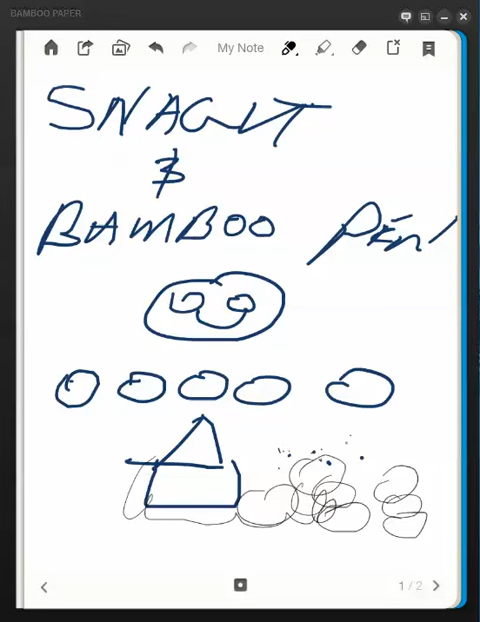 BAMBOO PAPER
My Note
SNAGIT
&
BAMBOO PEN
1 / 2